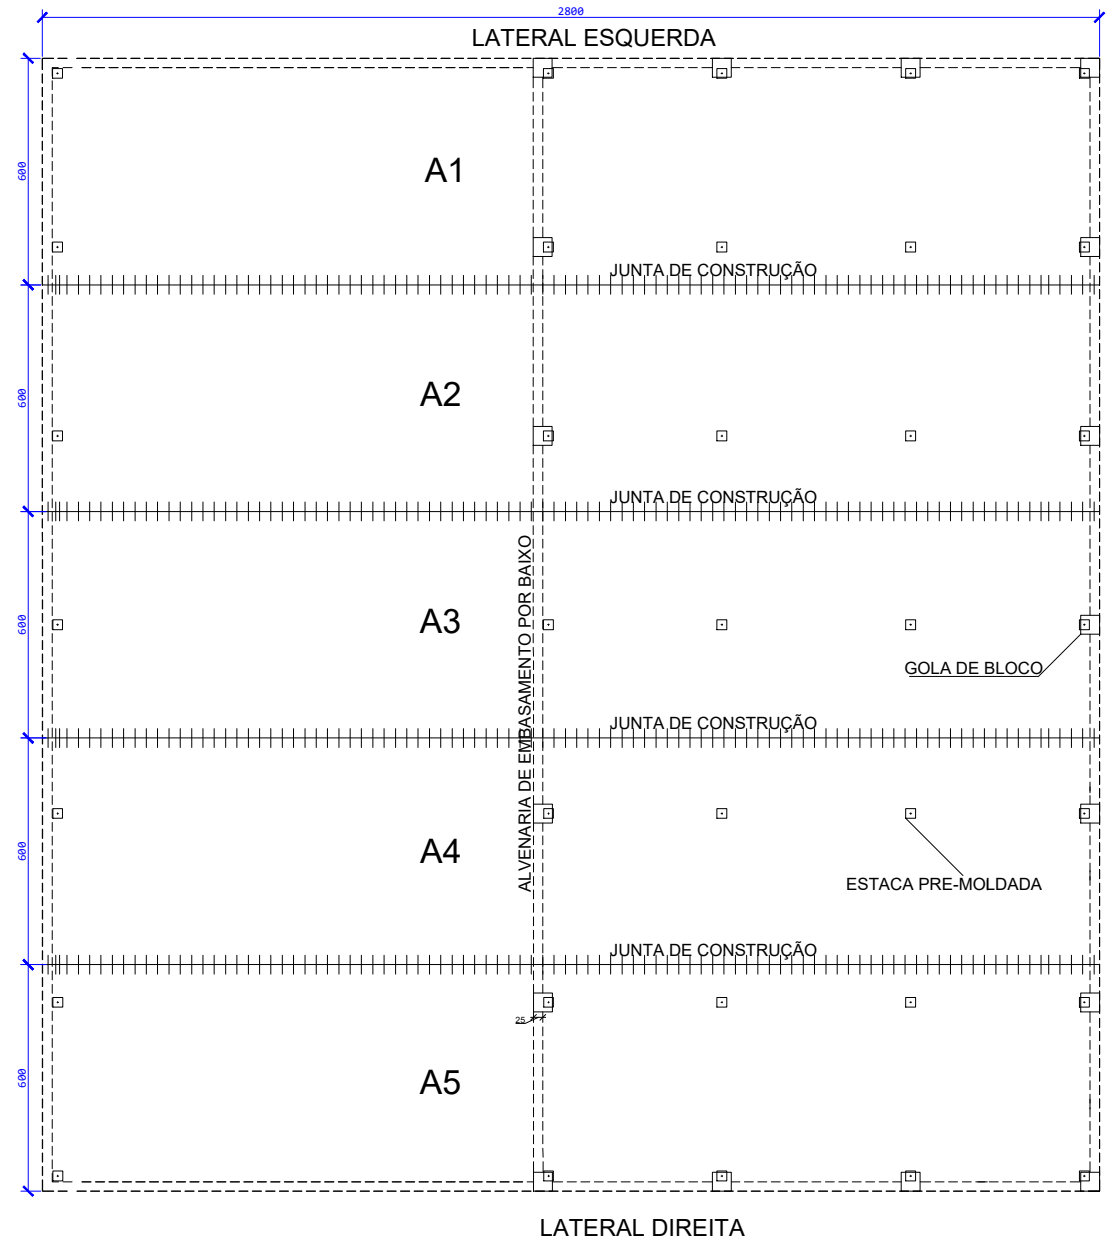 2800
LATERAL ESQUERDA
600
A1
JUNTA DE CONSTRUÇÃO
600
A2
JUNTA DE CONSTRUÇÃO
ALVENARIA DE EMBASAMENTO POR BAIXO
600
A3
GOLA DE BLOCO
JUNTA DE CONSTRUÇÃO
600
A4
ESTACA PRE-MOLDADA
JUNTA DE CONSTRUÇÃO
25
600
A5
LATERAL DIREITA